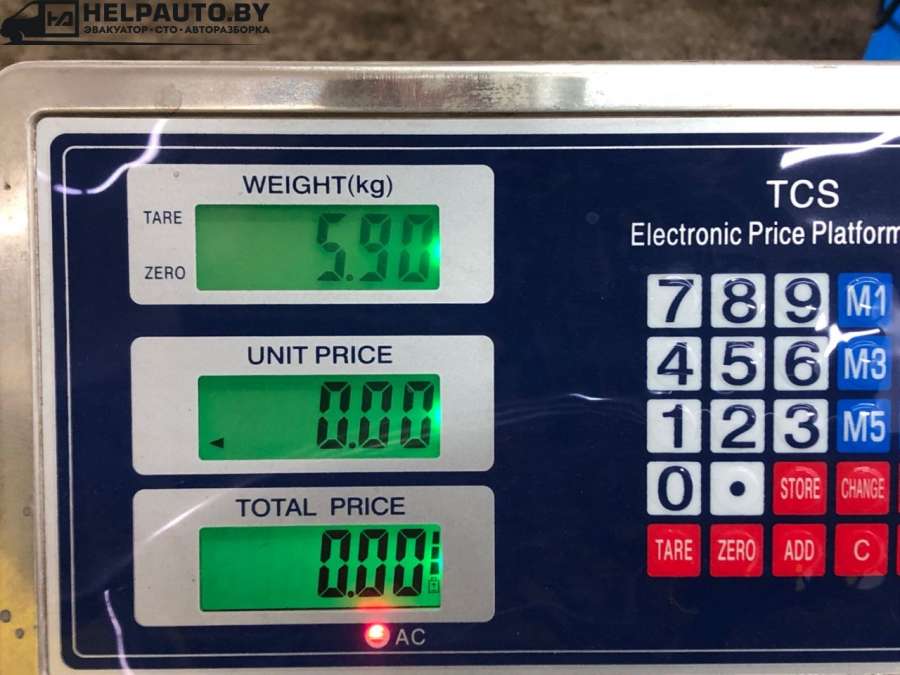 HELPAUTO.BY
ЭВАКУАТОР•СТО•АВТОРАЗБОРКА
WEIGHT(kg)
TARE
5.90
ZERO
UNIT PRICE
0.00
TOTAL PRICE
0.00
AC
TCS
Electronic Price Platform
7 8 9 M1
4 5 6 M3
1 2 3 M5
0 • STORE CHANGE
TARE ZERO ADD C